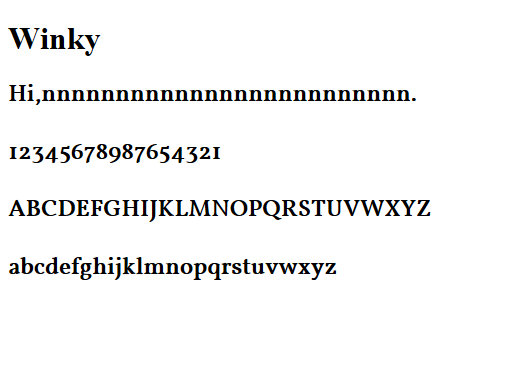 Winky
Hi,nnnnnnnnnnnnnnnnnnnnnnnnn.
12345678987654321
ABCDEFGHIJKLMNOPQRSTUVWXYZ
abcdefghijklmnopqrstuvwxyz